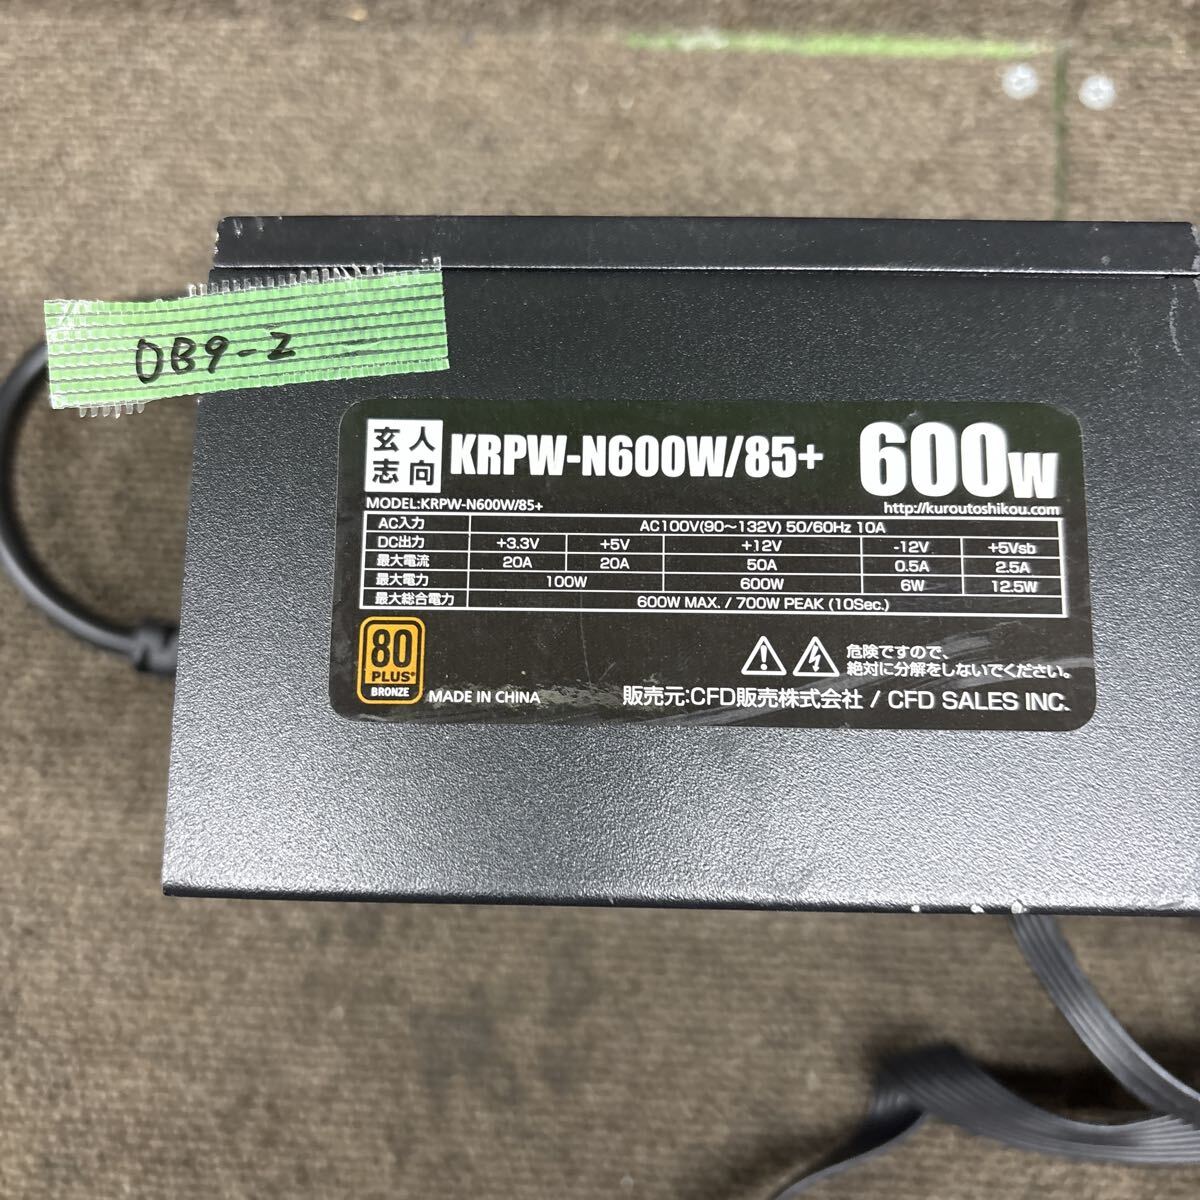 OB9-2
玄人
志向
KRPW-N600W/85+
600W
http://kuroutoshikou.com
MODEL:KRPW-N600W/85+
AC入力 AC100V(90～132V) 50/60Hz 10A
DC出力 +3.3V +5V +12V -12V +5Vsb
最大電流 20A 20A 50A 0.5A 2.5A
最大電力 100W 600W 6W 12.5W
最大総合電力 600W MAX. / 700W PEAK (10Sec.)
80
PLUS®
BRONZE
MADE IN CHINA
危険ですので、
絶対に分解をしないでください。
販売元:CFD販売株式会社 / CFD SALES INC.